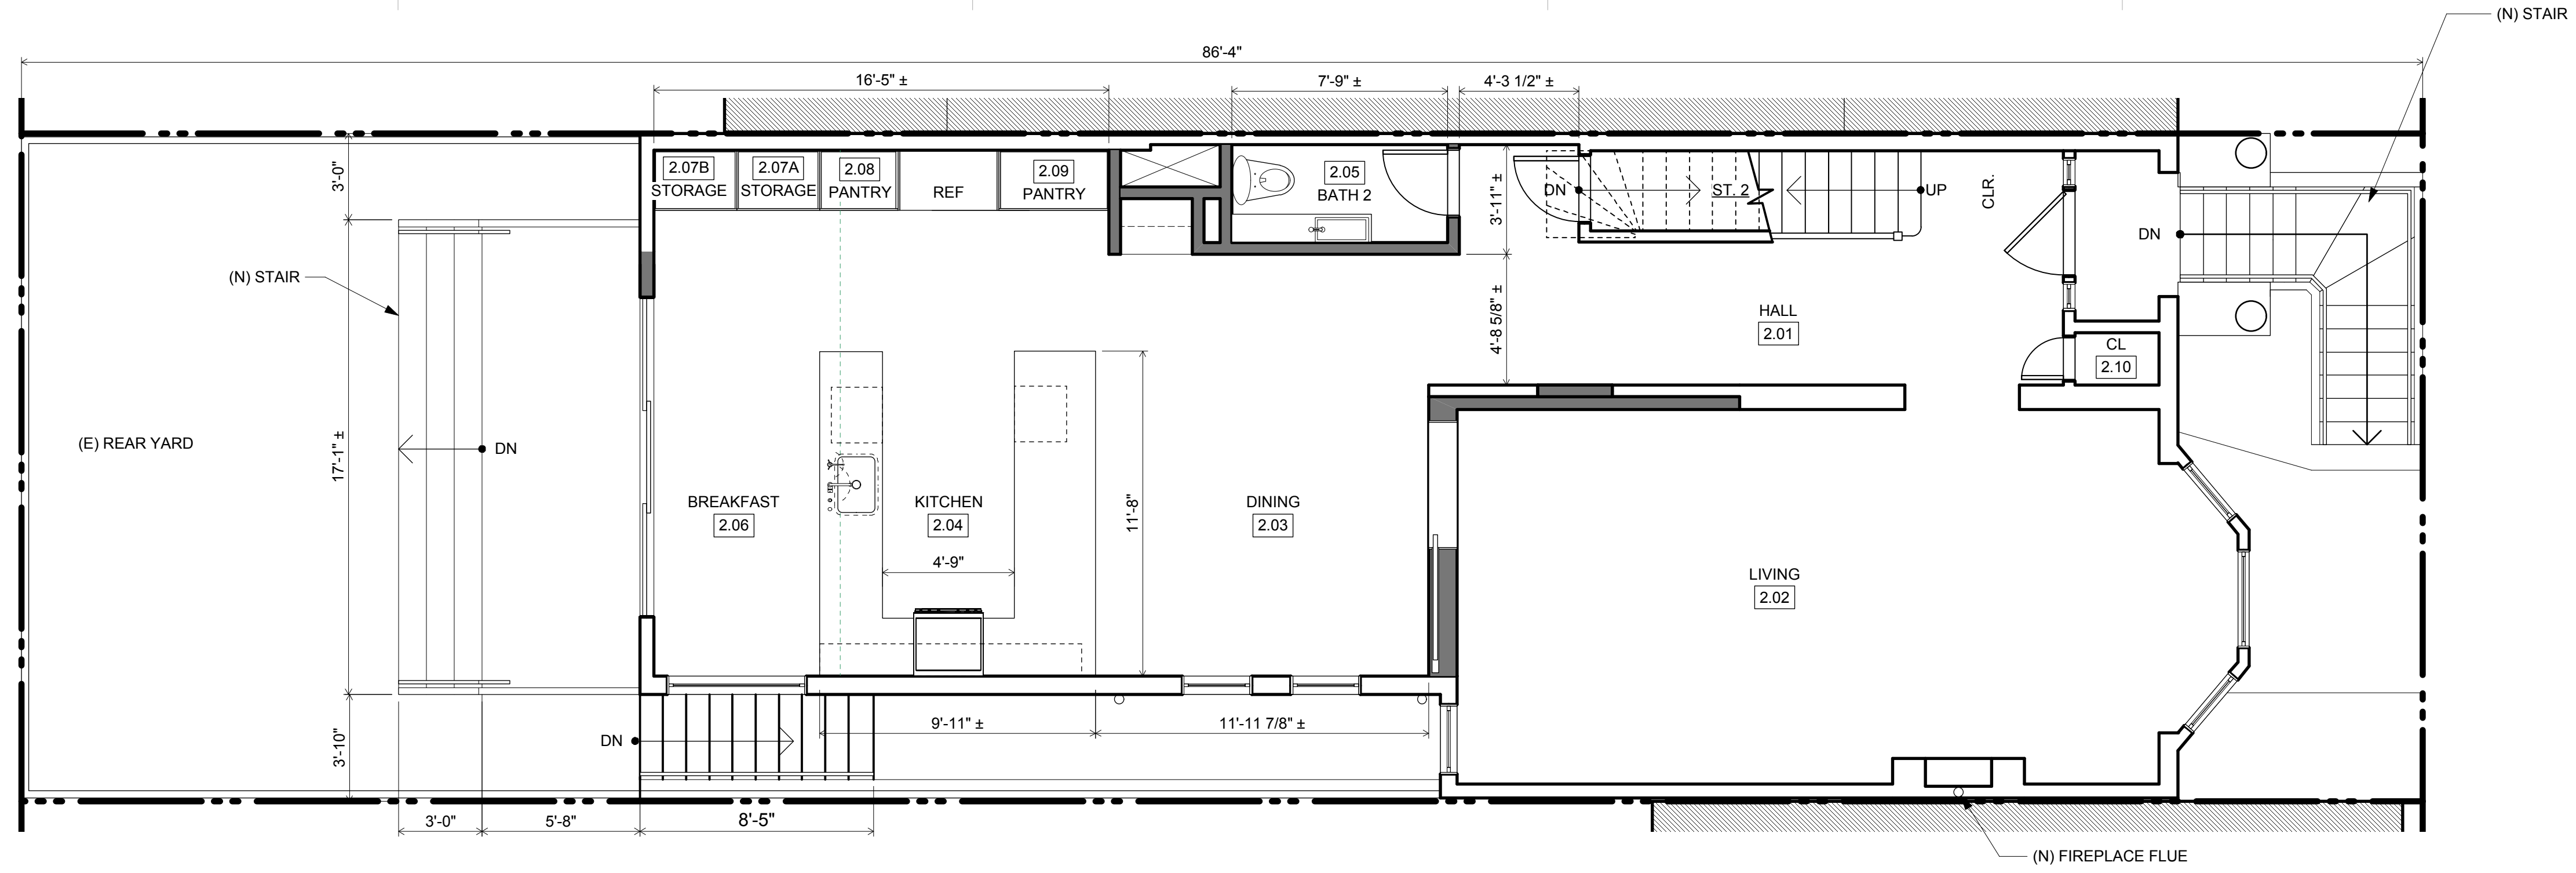 (N) STAIR
86'-4"
16'-5" ±
7'-9" ±
4'-3 1/2" ±
3'-0"
2.07B
STORAGE
2.07A
STORAGE
2.08
PANTRY
REF
2.09
PANTRY
2.05
BATH 2
3'-11" ±
DN
ST. 2
UP
CLR.
DN
(N) STAIR
4'-8 5/8" ±
HALL
2.01
CL
2.10
(E) REAR YARD
17'-1" ±
DN
BREAKFAST
2.06
KITCHEN
2.04
11'-8"
DINING
2.03
4'-9"
LIVING
2.02
3'-10"
DN
9'-11" ±
11'-11 7/8" ±
3'-0"
5'-8"
8'-5"
(N) FIREPLACE FLUE